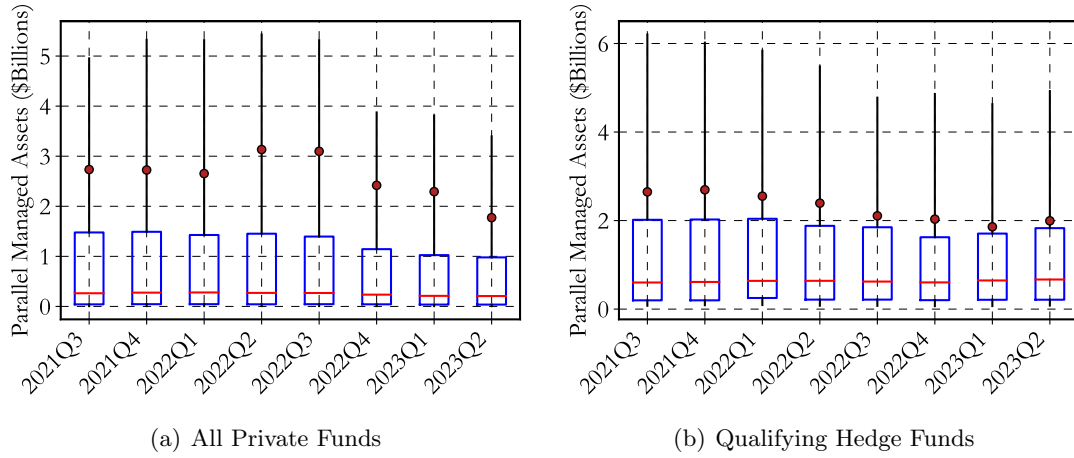 Parallel Managed Assets ($Billions)
5
4
3
2
1
0
2021Q3
2021Q4
2022Q1
2022Q2
2022Q3
2022Q4
2023Q1
2023Q2
(a) All Private Funds
Parallel Managed Assets ($Billions)
6
4
2
0
2021Q3
2021Q4
2022Q1
2022Q2
2022Q3
2022Q4
2023Q1
2023Q2
(b) Qualifying Hedge Funds